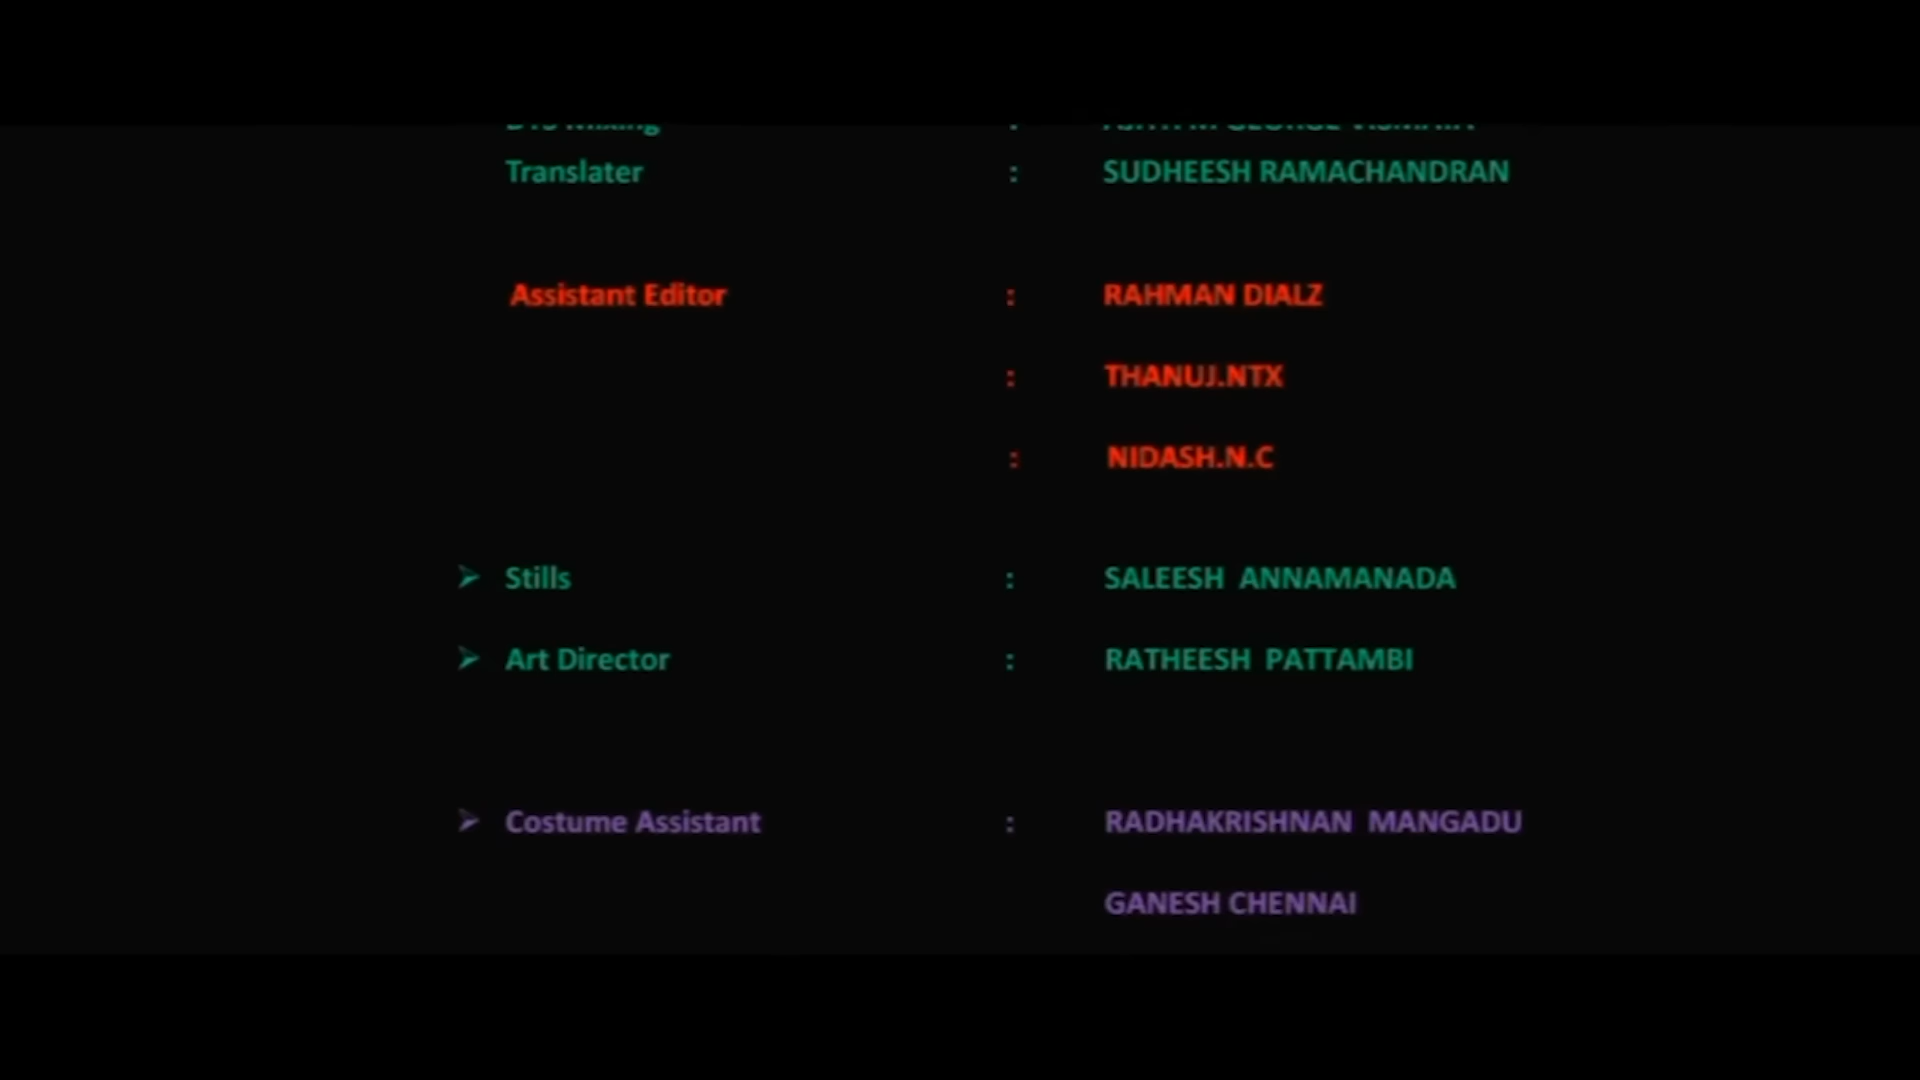 Mixing
Translater : SUDHEESH RAMACHANDRAN
Assistant Editor : RAHMAN DIALZ
: THANUJ.NTX
: NIDASH.N.C
➢ Stills : SALEESH ANNAMANADA
➢ Art Director : RATHEESH PATTAMBI
➢ Costume Assistant : RADHAKRISHNAN MANGADU
GANESH CHENNAI